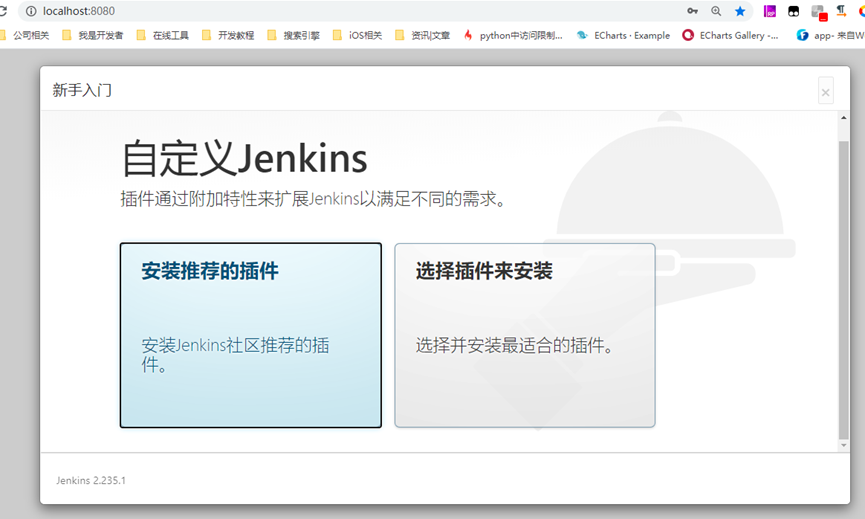 localhost:8080
公司相关 我是开发者 在线工具 开发教程 搜索引擎 iOS相关 资讯|文章 python中访问限制... ECharts · Example ECharts Gallery -... app- 来自W
新手入门
×
自定义Jenkins
插件通过附加特性来扩展Jenkins以满足不同的需求。
安装推荐的插件
安装Jenkins社区推荐的插
件。
选择插件来安装
选择并安装最适合的插件。
Jenkins 2.235.1